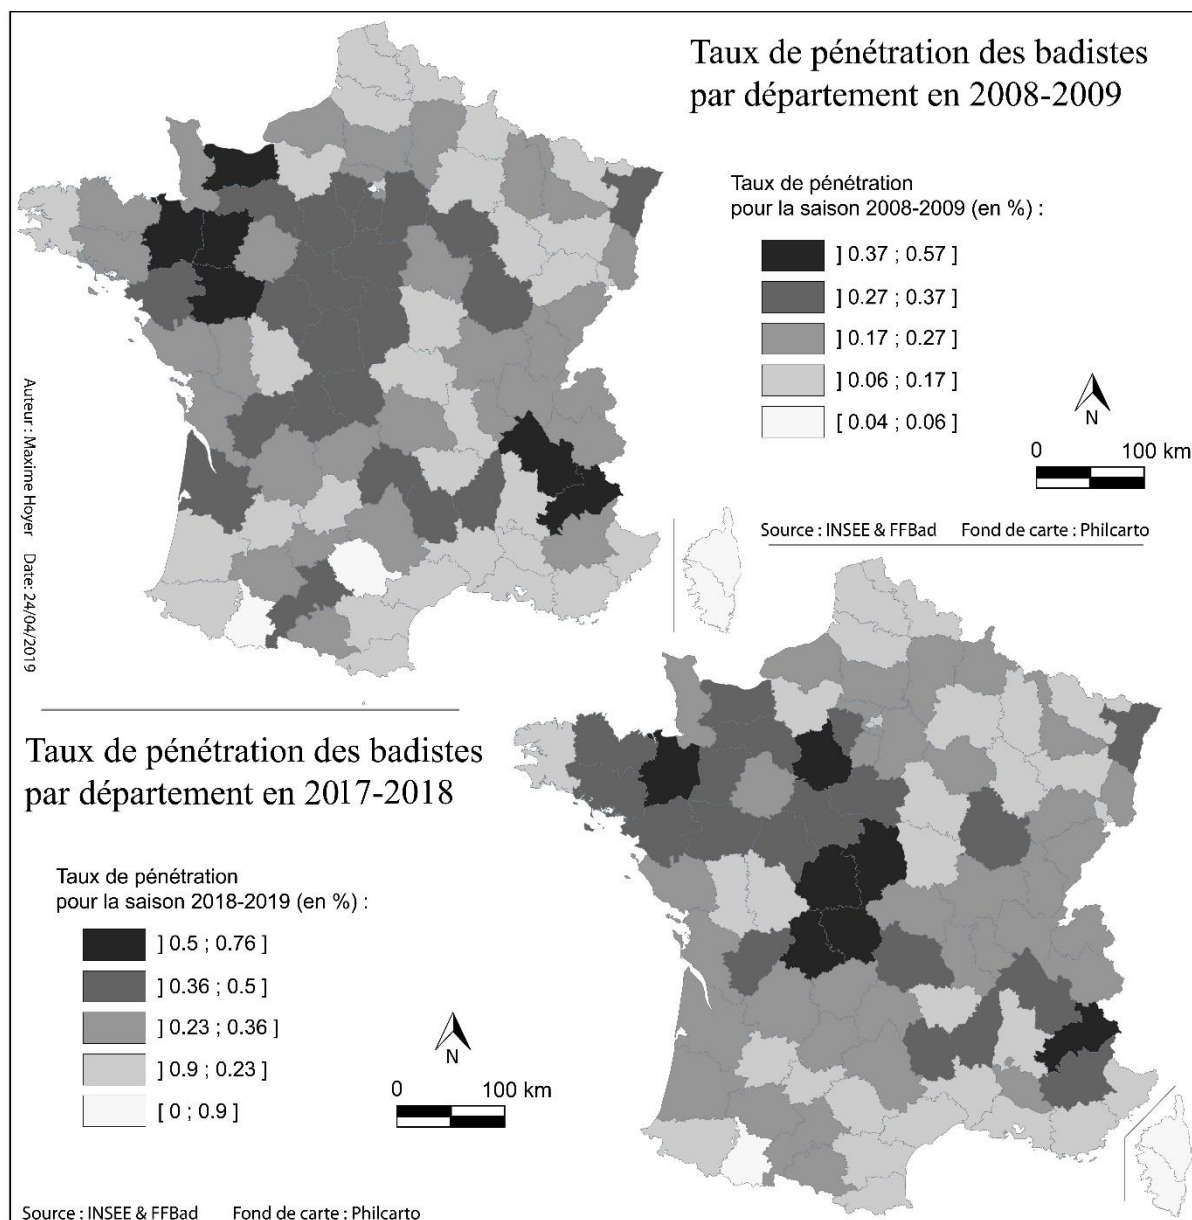 Taux de pénétration des badistes
par département en 2008-2009
Taux de pénétration
pour la saison 2008-2009 (en %) :
] 0.37 ; 0.57 ]
] 0.27 ; 0.37 ]
] 0.17 ; 0.27 ]
] 0.06 ; 0.17 ]
[ 0.04 ; 0.06 ]
N
0 100 km
Source : INSEE & FFBad Fond de carte : Philcarto
Auteur : Maxime Hoyer Date: 24/04/2019
Taux de pénétration des badistes
par département en 2017-2018
Taux de pénétration
pour la saison 2018-2019 (en %) :
] 0.5 ; 0.76 ]
] 0.36 ; 0.5 ]
] 0.23 ; 0.36 ]
] 0.9 ; 0.23 ]
[ 0 ; 0.9 ]
N
0 100 km
Source : INSEE & FFBad Fond de carte : Philcarto